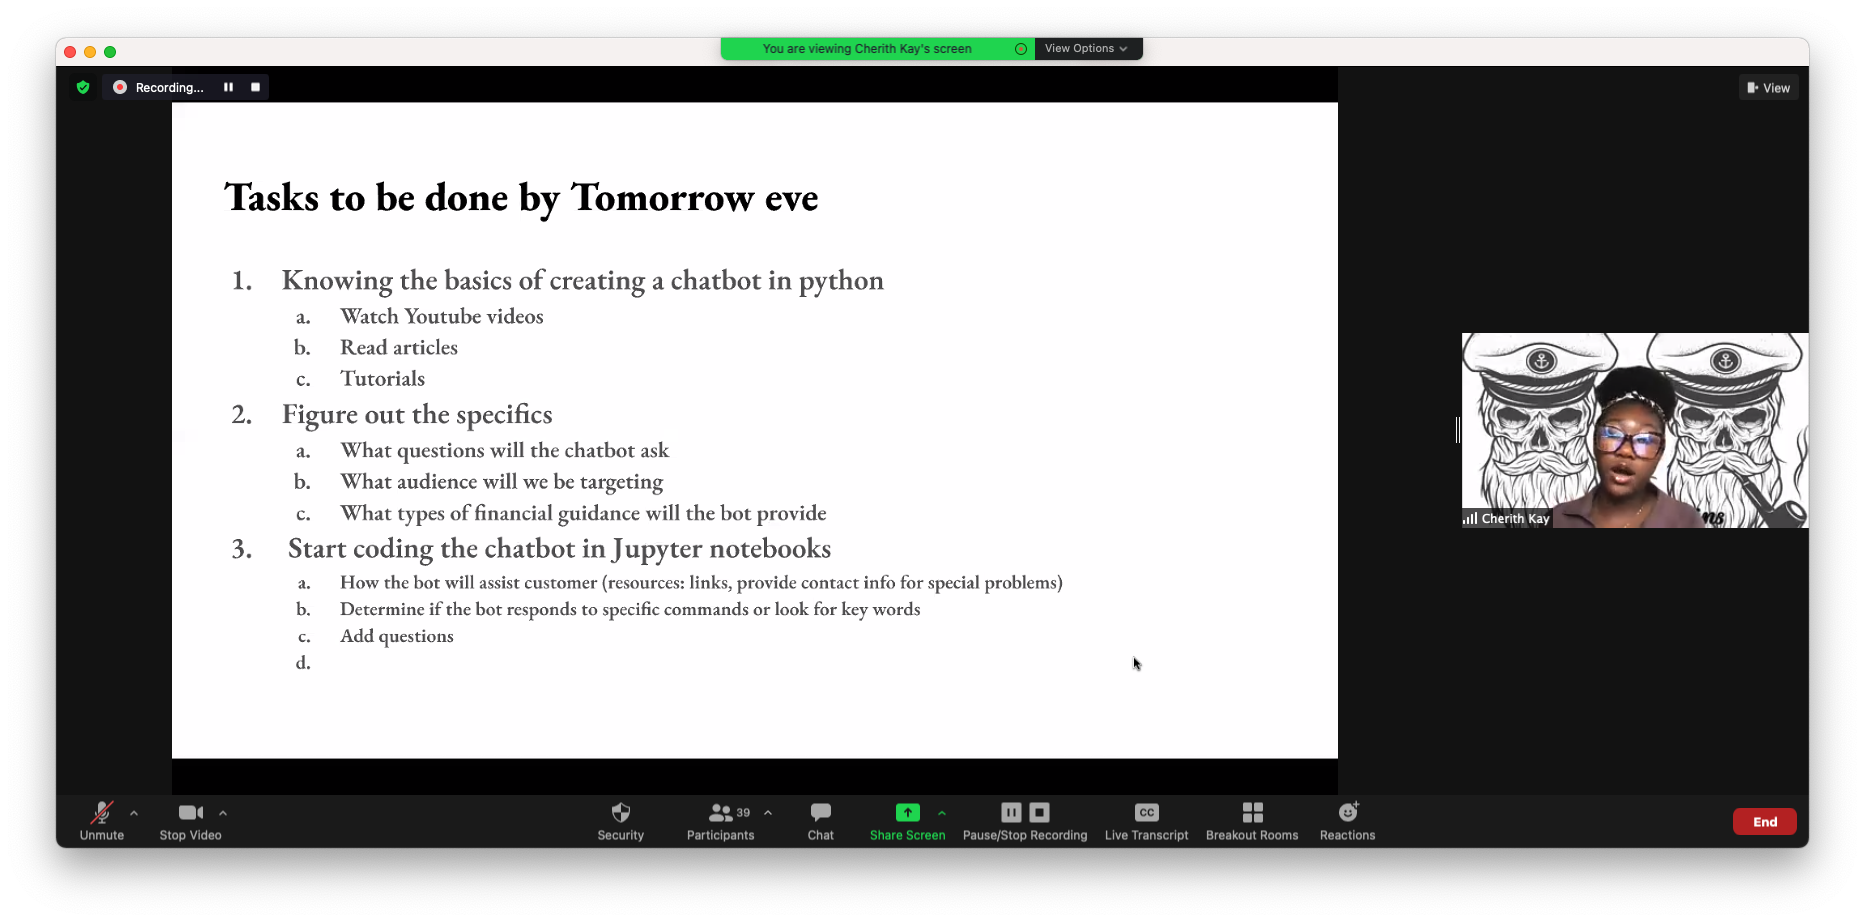 You are viewing Cherith Kay's screen
View Options
Recording...
View
Tasks to be done by Tomorrow eve
1. Knowing the basics of creating a chatbot in python
a. Watch Youtube videos
b. Read articles
c. Tutorials
2. Figure out the specifics
a. What questions will the chatbot ask
b. What audience will we be targeting
c. What types of financial guidance will the bot provide
3. Start coding the chatbot in Jupyter notebooks
a. How the bot will assist customer (resources: links, provide contact info for special problems)
b. Determine if the bot responds to specific commands or look for key words
c. Add questions
d.
Cherith Kay
Unmute
Stop Video
Security
39
Participants
Chat
Share Screen
Pause/Stop Recording
CC
Live Transcript
Breakout Rooms
Reactions
End